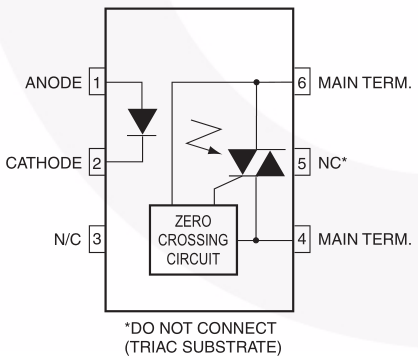 ANODE 1
6 MAIN TERM.
CATHODE 2
5 NC*
N/C 3
ZERO
CROSSING
CIRCUIT
4 MAIN TERM.
*DO NOT CONNECT
(TRIAC SUBSTRATE)